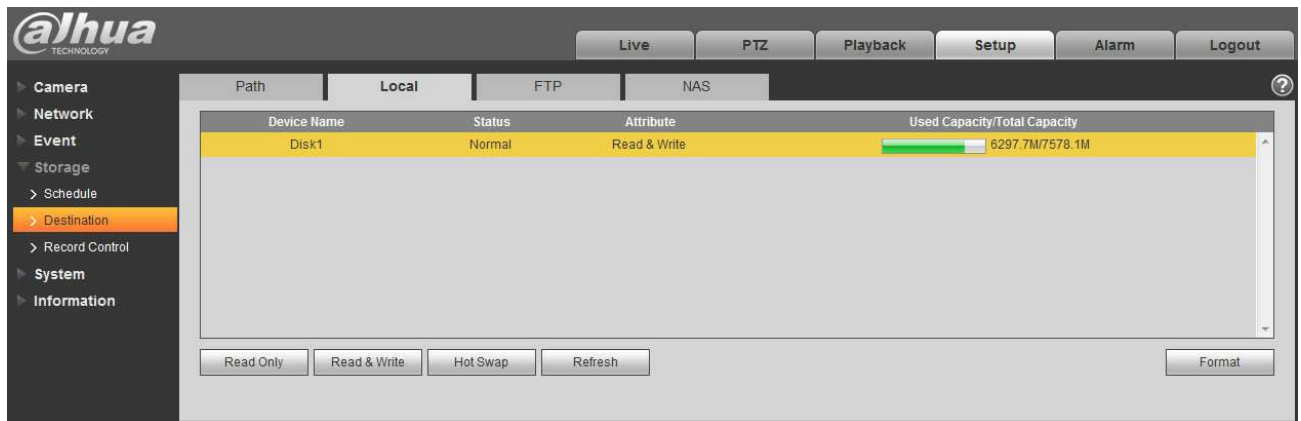 alhua
TECHNOLOGY
Live PTZ Playback Setup Alarm Logout
Camera
Network
Event
Storage
Schedule
Destination
Record Control
System
Information
Path Local FTP NAS ?
Device Name Status Attribute Used Capacity/Total Capacity
Disk1 Normal Read & Write 6297.7M/7578.1M
Read Only Read & Write Hot Swap Refresh Format